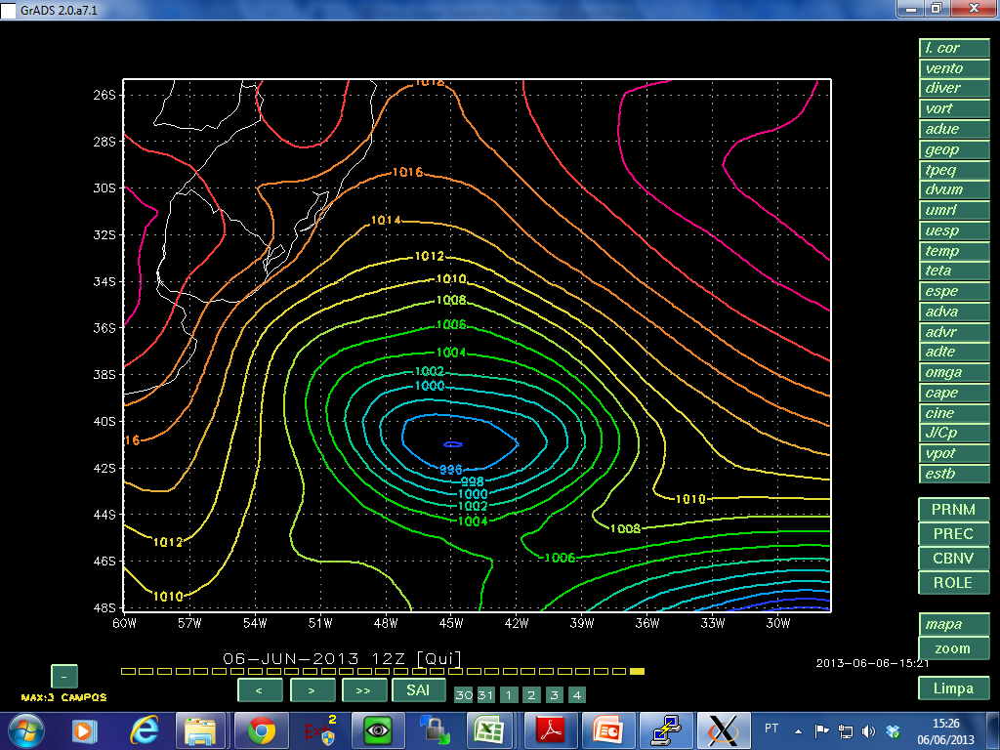 GrADS 2.0.a7.1
l. cor
vento
diver
vort
adue
geop
tpeq
dvum
umrl
uesp
temp
teta
espe
adva
advr
adte
omga
cape
cine
J/Cp
vpot
estb
PRNM
PREC
CBNV
ROLE
mapa
zoom
Limpa
26S
28S
30S
32S
34S
36S
38S
40S
42S
44S
46S
48S
60W 57W 54W 51W 48W 45W 42W 39W 36W 33W 30W
1018
1016
1014
1012
1010
1008
1006
1004
1002
1000
996
998
1000
1002
1004
16
1012
1010
1010
1008
1006
06-JUN-2013 12Z [Qui]
2013-06-06-15:21
-
MAX:3 CAMPOS
< > >> SAI 30 31 1 2 3 4
Ext 2
PT
15:26
06/06/2013